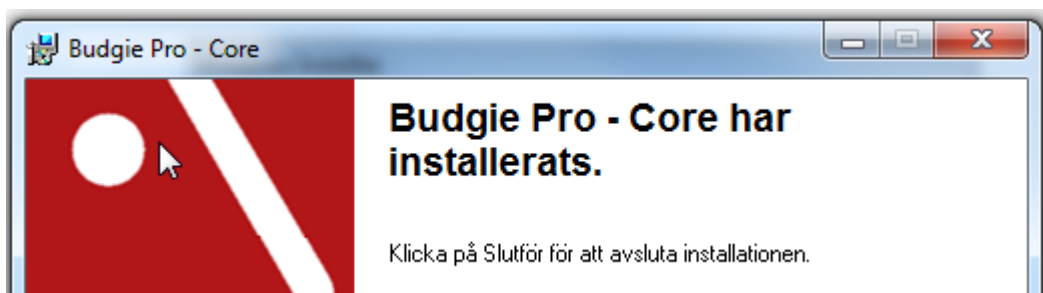 Budgie Pro - Core
Budgie Pro - Core har
installerats.
Klicka på Slutför för att avsluta installationen.